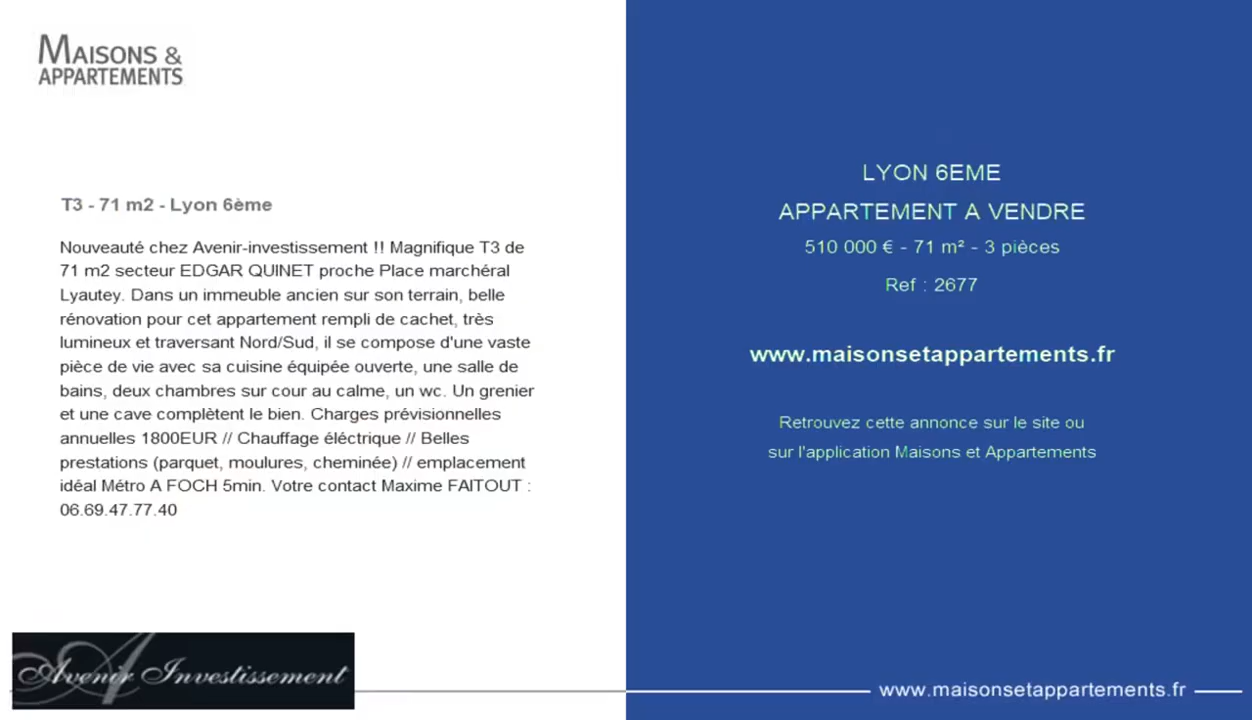 MAISONS &
APPARTEMENTS
T3 - 71 m2 - Lyon 6ème
Nouveauté chez Avenir-investissement !! Magnifique T3 de
71 m2 secteur EDGAR QUINET proche Place marchéral
Lyautey. Dans un immeuble ancien sur son terrain, belle
rénovation pour cet appartement rempli de cachet, très
lumineux et traversant Nord/Sud, il se compose d'une vaste
pièce de vie avec sa cuisine équipée ouverte, une salle de
bains, deux chambres sur cour au calme, un wc. Un grenier
et une cave complètent le bien. Charges prévisionnelles
annuelles 1800EUR // Chauffage éléctrique // Belles
prestations (parquet, moulures, cheminée) // emplacement
idéal Métro A FOCH 5min. Votre contact Maxime FAITOUT :
06.69.47.77.40
Avenir Investissement
LYON 6EME
APPARTEMENT A VENDRE
510 000 € - 71 m² - 3 pièces
Ref : 2677
www.maisonsetappartements.fr
Retrouvez cette annonce sur le site ou
sur l'application Maisons et Appartements
www.maisonsetappartements.fr